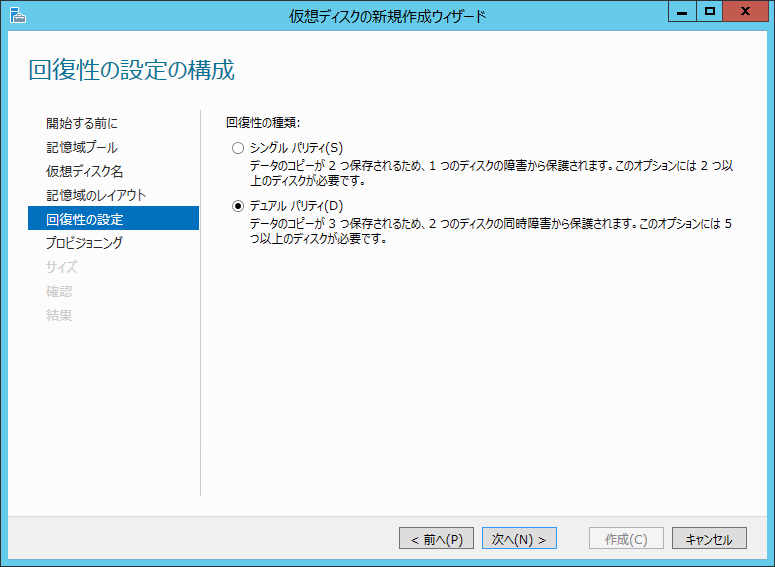 仮想ディスクの新規作成ウィザード
回復性の設定の構成
開始する前に
記憶域プール
仮想ディスク名
記憶域のレイアウト
回復性の設定
プロビジョニング
サイズ
確認
結果
回復性の種類:
シングル パリティ(S)
データのコピーが 2 つ保存されるため、1 つのディスクの障害から保護されます。このオプションには 2 つ以
上のディスクが必要です。
デュアル パリティ(D)
データのコピーが 3 つ保存されるため、2 つのディスクの同時障害から保護されます。このオプションには 5
つ以上のディスクが必要です。
< 前へ(P)
次へ(N) >
作成(C)
キャンセル